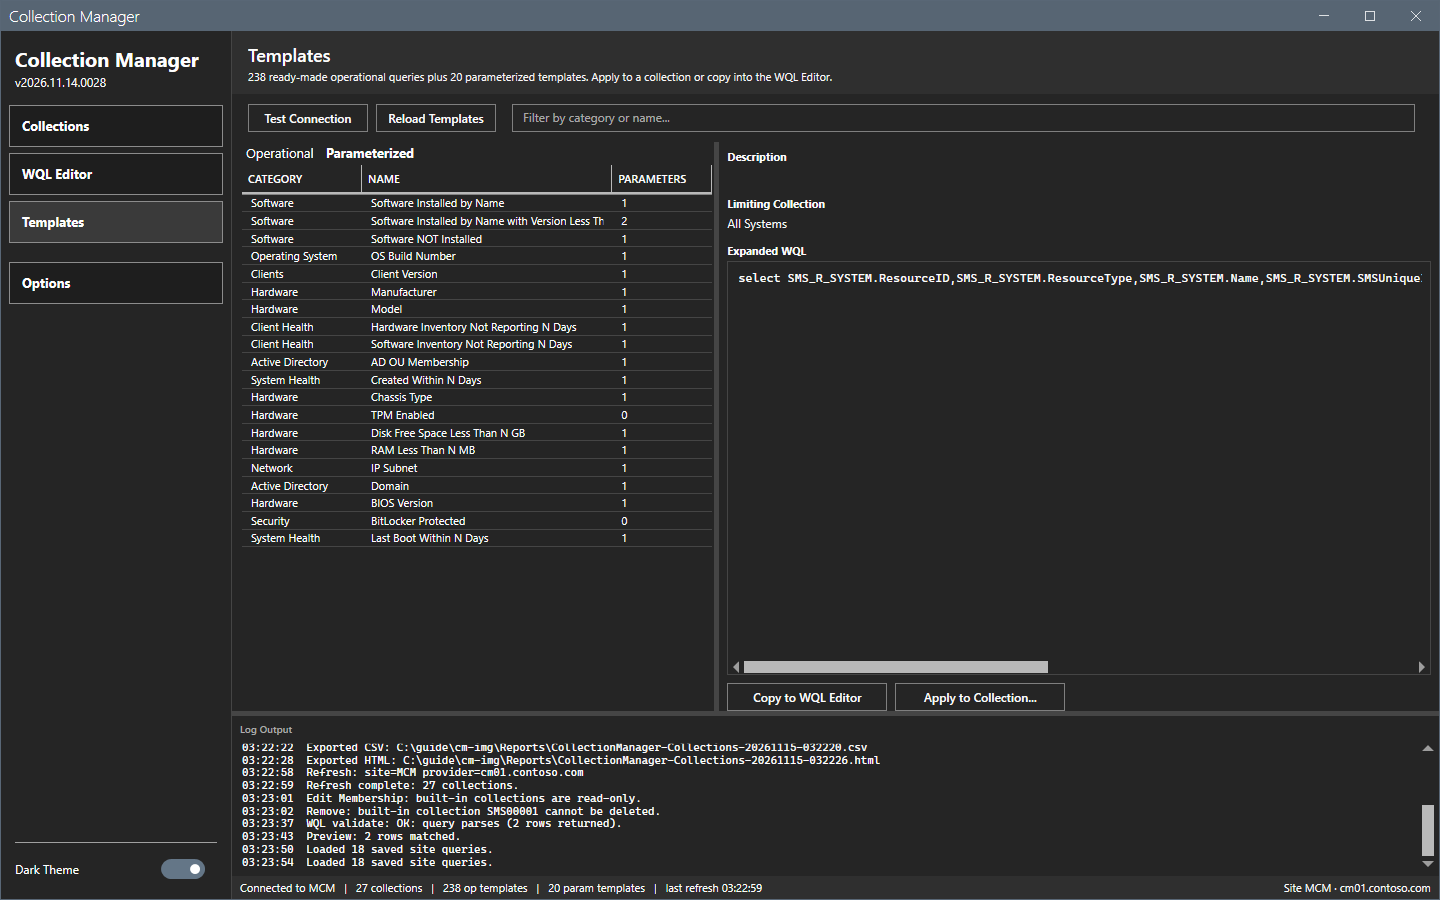 Collection Manager
Collection Manager
v2026.11.14.0028
Collections
WQL Editor
Templates
Options
Dark Theme
Templates
238 ready-made operational queries plus 20 parameterized templates. Apply to a collection or copy into the WQL Editor.
Test Connection
Reload Templates
Filter by category or name...
Operational Parameterized
CATEGORY NAME PARAMETERS
Software Software Installed by Name 1
Software Software Installed by Name with Version Less Th 2
Software Software NOT Installed 1
Operating System OS Build Number 1
Clients Client Version 1
Hardware Manufacturer 1
Hardware Model 1
Client Health Hardware Inventory Not Reporting N Days 1
Client Health Software Inventory Not Reporting N Days 1
Active Directory AD OU Membership 1
System Health Created Within N Days 1
Hardware Chassis Type 1
Hardware TPM Enabled 0
Hardware Disk Free Space Less Than N GB 1
Hardware RAM Less Than N MB 1
Network IP Subnet 1
Active Directory Domain 1
Hardware BIOS Version 1
Security BitLocker Protected 0
System Health Last Boot Within N Days 1
Description
Limiting Collection
All Systems
Expanded WQL
select SMS_R_SYSTEM.ResourceID,SMS_R_SYSTEM.ResourceType,SMS_R_SYSTEM.Name,SMS_R_SYSTEM.SMSUnique
Copy to WQL Editor
Apply to Collection...
Log Output
03:22:22 Exported CSV: C:\guide\cm-img\Reports\CollectionManager-Collections-20261115-032220.csv
03:22:28 Exported HTML: C:\guide\cm-img\Reports\CollectionManager-Collections-20261115-032226.html
03:22:58 Refresh: site=MCM provider=cm01.contoso.com
03:22:59 Refresh complete: 27 collections.
03:23:01 Edit Membership: built-in collections are read-only.
03:23:02 Remove: built-in collection SMS00001 cannot be deleted.
03:23:37 WQL validate: OK: query parses (2 rows returned).
03:23:43 Preview: 2 rows matched.
03:23:50 Loaded 18 saved site queries.
03:23:54 Loaded 18 saved site queries.
Connected to MCM | 27 collections | 238 op templates | 20 param templates | last refresh 03:22:59
Site MCM · cm01.contoso.com